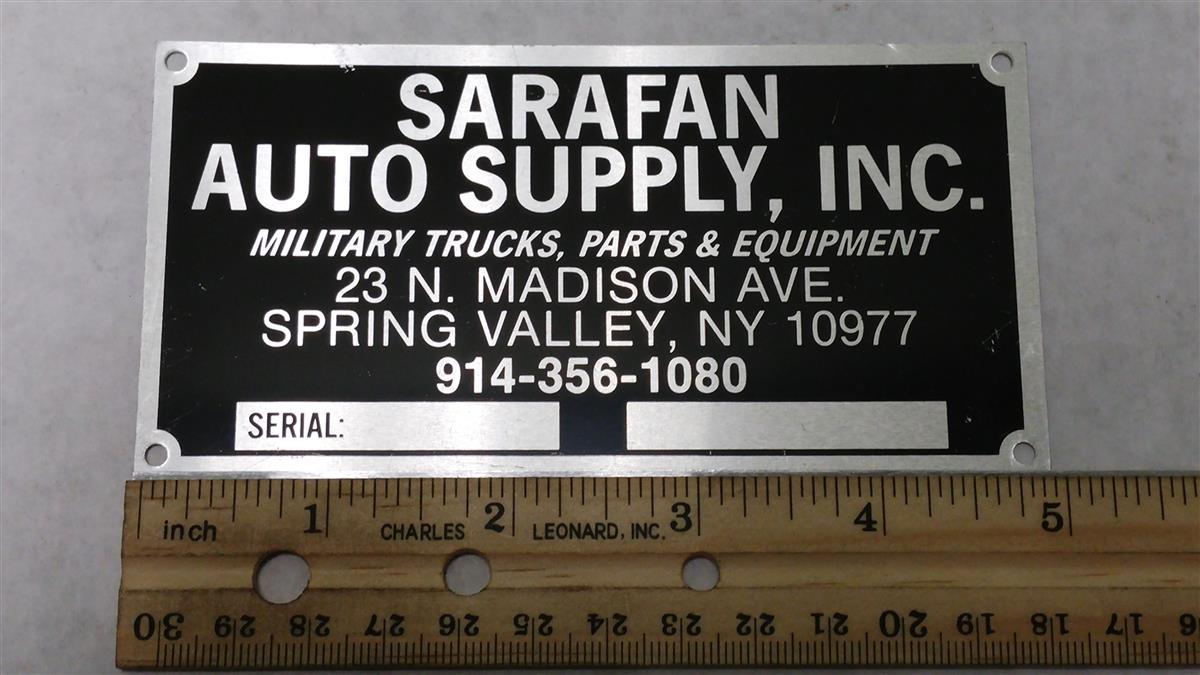 SARAFAN
AUTO SUPPLY, INC.
MILITARY TRUCKS, PARTS & EQUIPMENT
23 N. MADISON AVE.
SPRING VALLEY, NY 10977
914-356-1080
SERIAL:
inch 1 2 3 4 5
CHARLES LEONARD, INC.
30 29 28 27 26 25 24 23 22 21 20 19 18 17